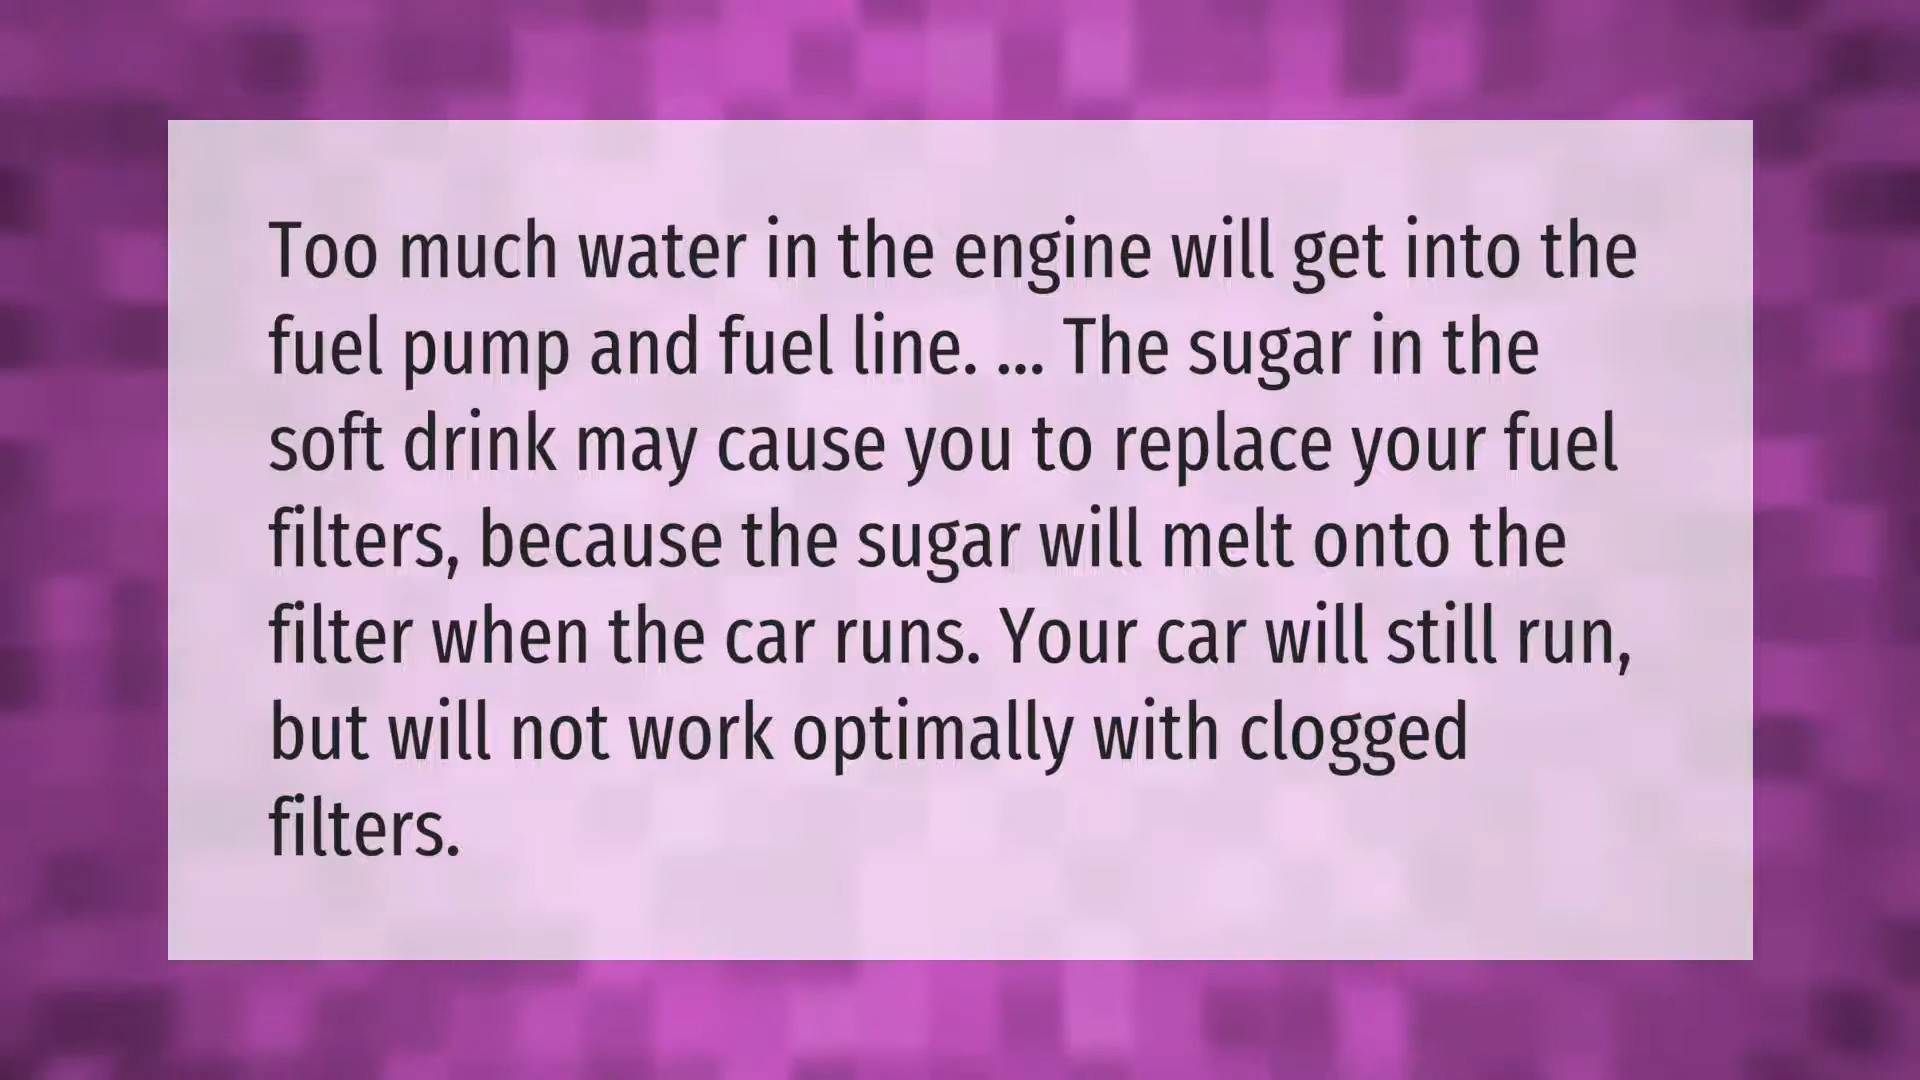 Too much water in the engine will get into the
fuel pump and fuel line. ... The sugar in the
soft drink may cause you to replace your fuel
filters, because the sugar will melt onto the
filter when the car runs. Your car will still run,
but will not work optimally with clogged
filters.